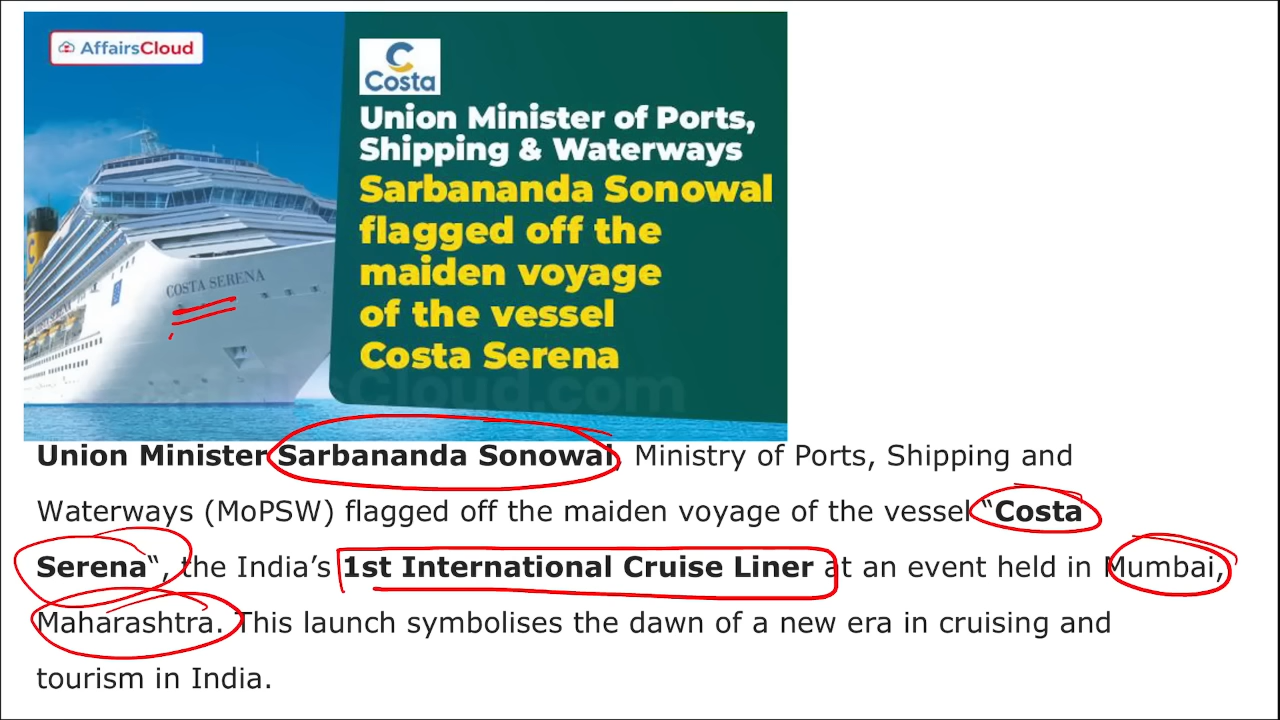 AffairsCloud
Costa
Union Minister of Ports,
Shipping & Waterways
Sarbananda Sonowal
flagged off the
maiden voyage
of the vessel
Costa Serena
COSTA SERENA
Union Minister Sarbananda Sonowal, Ministry of Ports, Shipping and
Waterways (MoPSW) flagged off the maiden voyage of the vessel “Costa
Serena“, the India’s 1st International Cruise Liner at an event held in Mumbai,
Maharashtra. This launch symbolises the dawn of a new era in cruising and
tourism in India.